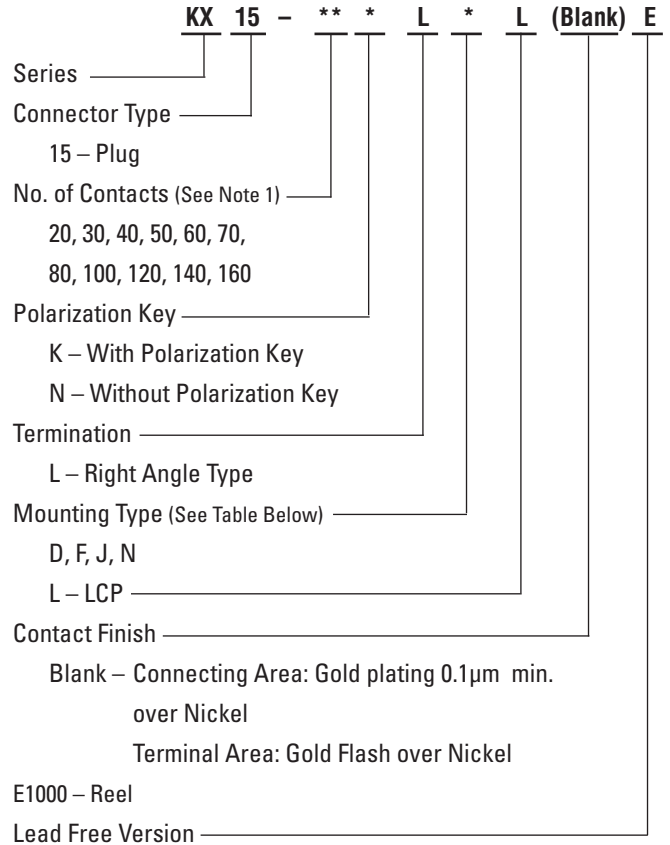 KX 15 – ** * L * L (Blank) E
Series
Connector Type
15 – Plug
No. of Contacts (See Note 1)
20, 30, 40, 50, 60, 70,
80, 100, 120, 140, 160
Polarization Key
K – With Polarization Key
N – Without Polarization Key
Termination
L – Right Angle Type
Mounting Type (See Table Below)
D, F, J, N
L – LCP
Contact Finish
Blank – Connecting Area: Gold plating 0.1µm min.
over Nickel
Terminal Area: Gold Flash over Nickel
E1000 – Reel
Lead Free Version